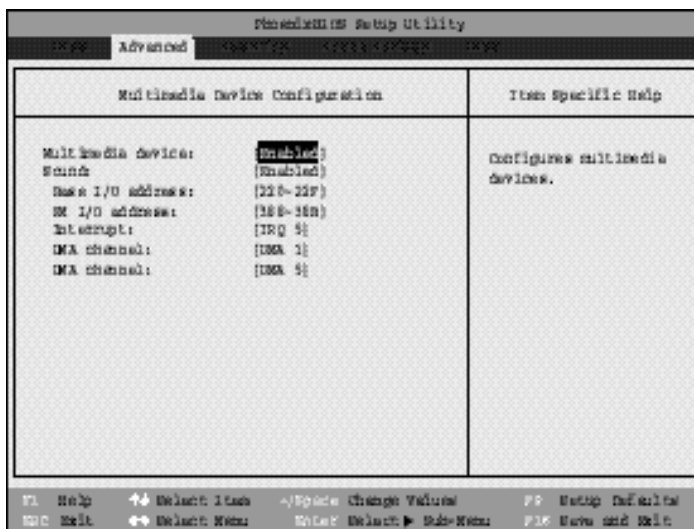 PhoenixBIOS Setup Utility
Advanced
Multimedia Device Configuration
Item Specific Help
Multimedia device: [Enabled]
Sound: [Enabled]
Base I/O address: [220-22F]
FM I/O address: [388-38B]
Interrupt: [IRQ 5]
DMA channel: [DMA 1]
DMA channel: [DMA 5]
Configures multimedia
devices.
F1 Help ↑↓ Select Item -/Space Change Values F9 Setup Defaults
ESC Exit ←→ Select Menu Enter Select ▶ Sub-Menu F10 Save and Exit